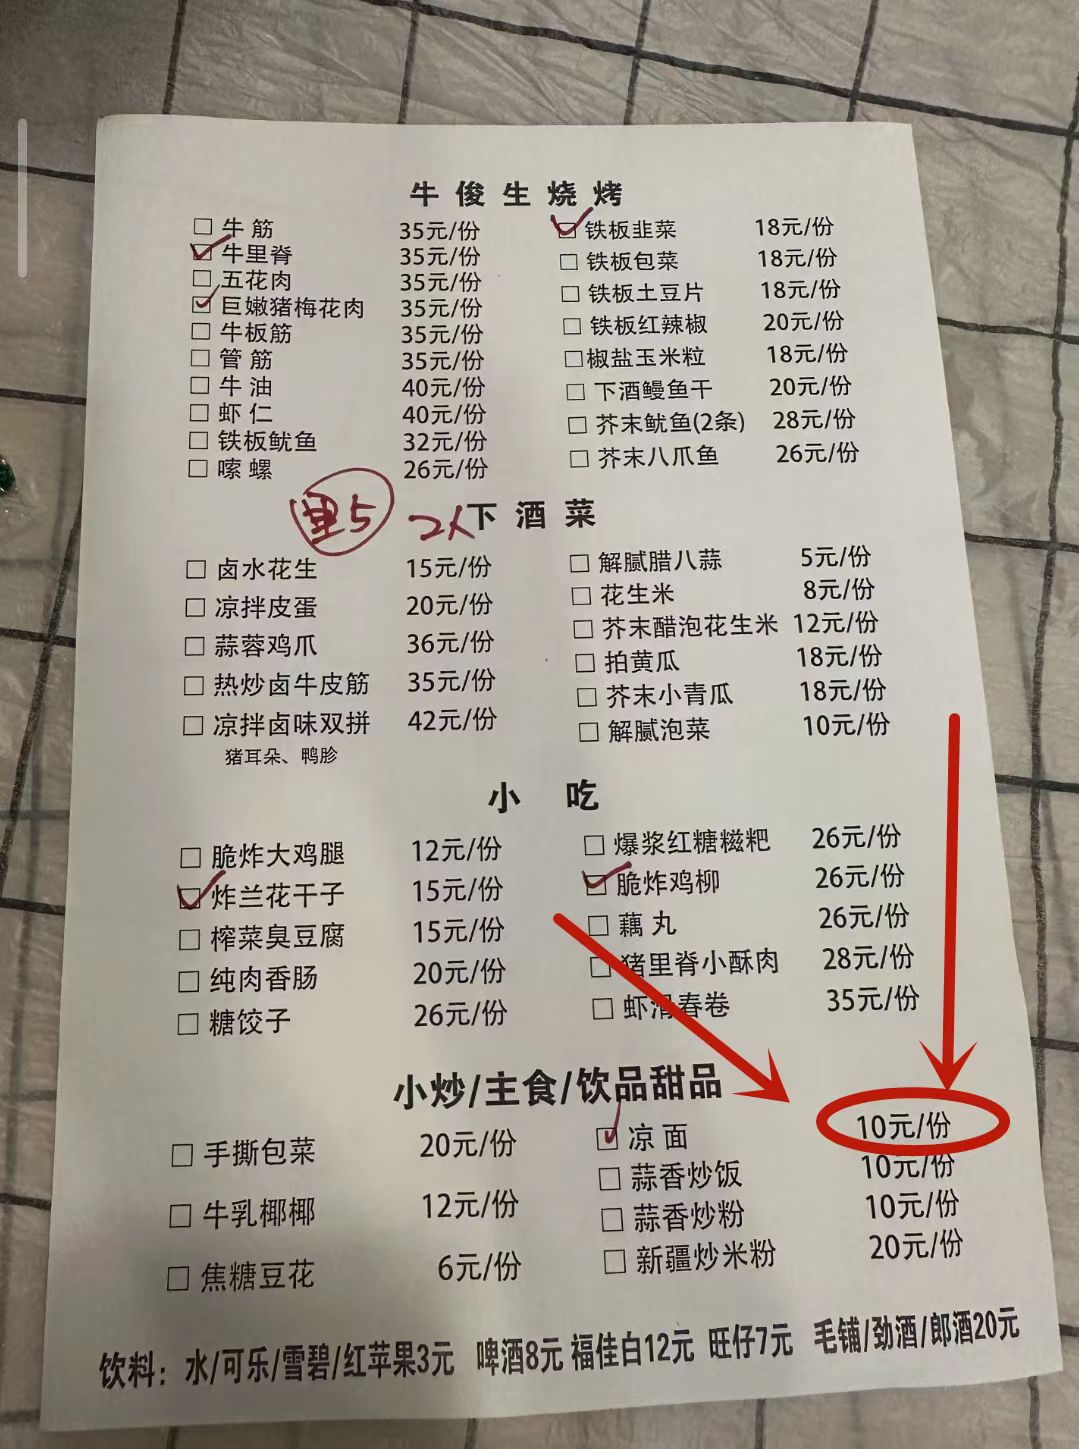 牛俊生烧烤
□ 牛筋 35元/份 ☑ 铁板韭菜 18元/份
☑ 牛里脊 35元/份 □ 铁板包菜 18元/份
□ 五花肉 35元/份 □ 铁板土豆片 18元/份
☑ 巨嫩猪梅花肉 35元/份 □ 铁板红辣椒 20元/份
□ 牛板筋 35元/份 □ 椒盐玉米粒 18元/份
□ 管筋 35元/份 □ 下酒鳗鱼干 20元/份
□ 牛油 40元/份 □ 芥末鱿鱼(2条) 28元/份
□ 虾仁 40元/份 □ 芥末八爪鱼 26元/份
□ 铁板鱿鱼 32元/份
□ 嗦螺 26元/份
里5 2人
下酒菜
□ 卤水花生 15元/份 □ 解腻腊八蒜 5元/份
□ 凉拌皮蛋 20元/份 □ 花生米 8元/份
□ 蒜蓉鸡爪 36元/份 □ 芥末醋泡花生米 12元/份
□ 热炒卤牛皮筋 35元/份 □ 拍黄瓜 18元/份
□ 凉拌卤味双拼 42元/份 □ 芥末小青瓜 18元/份
猪耳朵、鸭胗 □ 解腻泡菜 10元/份
小吃
□ 脆炸大鸡腿 12元/份 □ 爆浆红糖糍粑 26元/份
☑ 炸兰花干子 15元/份 ☑ 脆炸鸡柳 26元/份
□ 榨菜臭豆腐 15元/份 □ 藕丸 26元/份
□ 纯肉香肠 20元/份 □ 猪里脊小酥肉 28元/份
□ 糖饺子 26元/份 □ 虾滑春卷 35元/份
小炒/主食/饮品甜品
□ 手撕包菜 20元/份 ☑ 凉面 10元/份
□ 牛乳椰椰 12元/份 □ 蒜香炒饭 10元/份
□ 焦糖豆花 6元/份 □ 蒜香炒粉 10元/份
□ 新疆炒米粉 20元/份
饮料：水/可乐/雪碧/红苹果3元 啤酒8元 福佳白12元 旺仔7元 毛铺/劲酒/郎酒20元